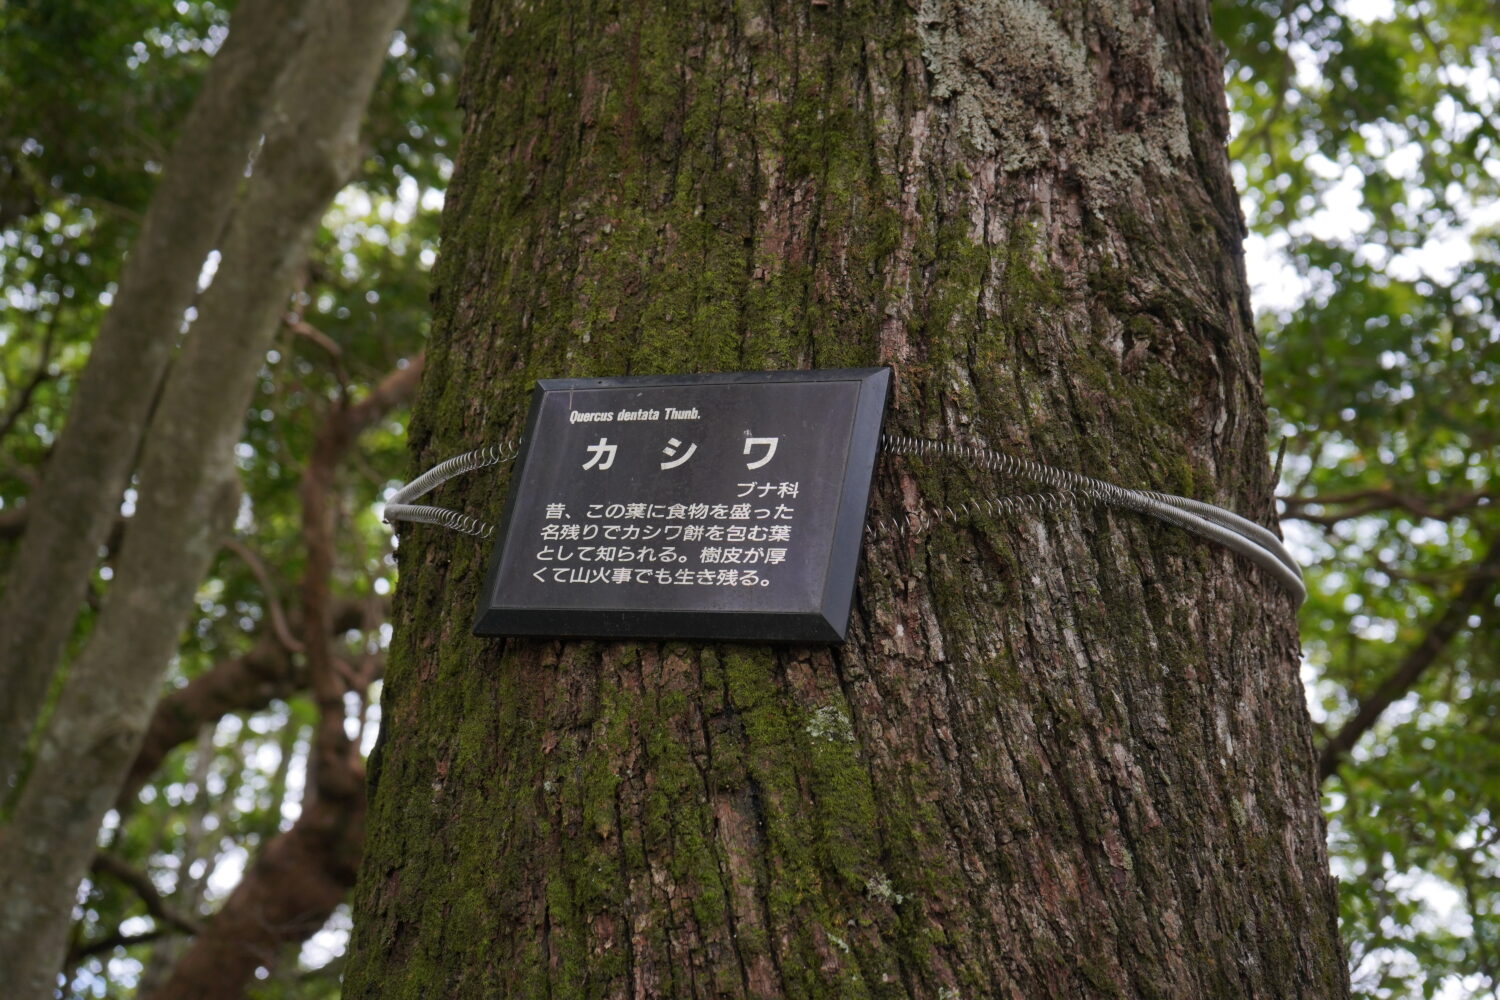 Quercus dentata Thunb.
カシワ
ブナ科
昔、この葉に食物を盛った
名残りでカシワ餅を包む葉
として知られる。樹皮が厚
くて山火事でも生き残る。